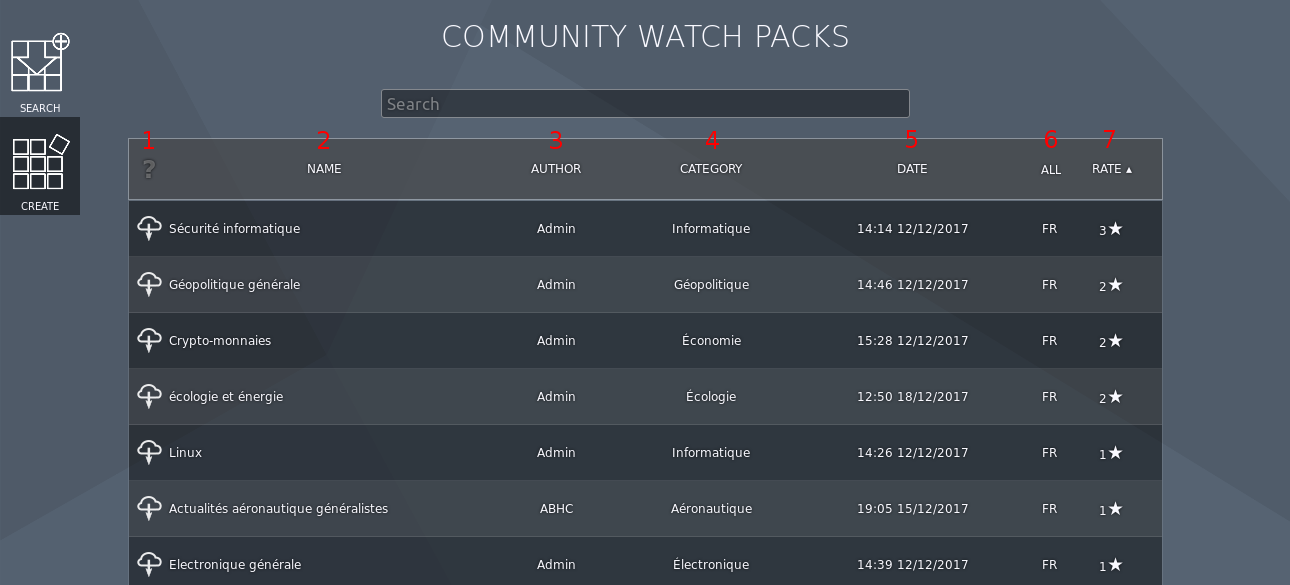 COMMUNITY WATCH PACKS
SEARCH
Search
CREATE
1 2 3 4 5 6 7
? NAME AUTHOR CATEGORY DATE ALL RATE ▴
Sécurité informatique Admin Informatique 14:14 12/12/2017 FR 3★
Géopolitique générale Admin Géopolitique 14:46 12/12/2017 FR 2★
Crypto-monnaies Admin Économie 15:28 12/12/2017 FR 2★
écologie et énergie Admin Écologie 12:50 18/12/2017 FR 2★
Linux Admin Informatique 14:26 12/12/2017 FR 1★
Actualités aéronautique généralistes ABHC Aéronautique 19:05 15/12/2017 FR 1★
Electronique générale Admin Électronique 14:39 12/12/2017 FR 1★